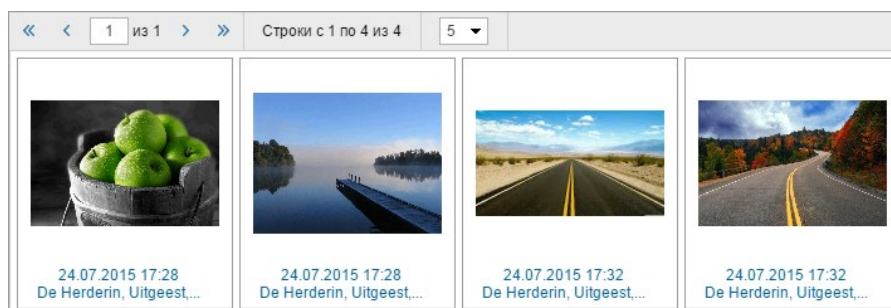 « ‹ 1 из 1 › » Строки с 1 по 4 из 4 5
24.07.2015 17:28
De Herderin, Uitgeest,...
24.07.2015 17:28
De Herderin, Uitgeest,...
24.07.2015 17:32
De Herderin, Uitgeest,...
24.07.2015 17:32
De Herderin, Uitgeest,...